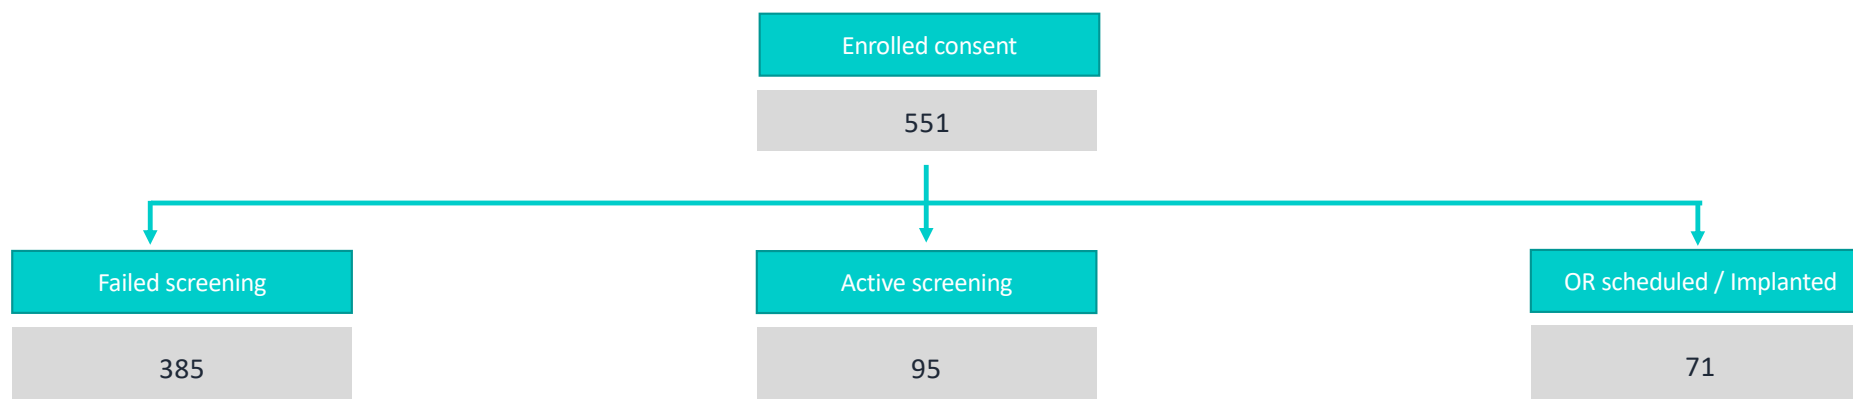 Enrolled consent
551
Failed screening
385
Active screening
95
OR scheduled / Implanted
71